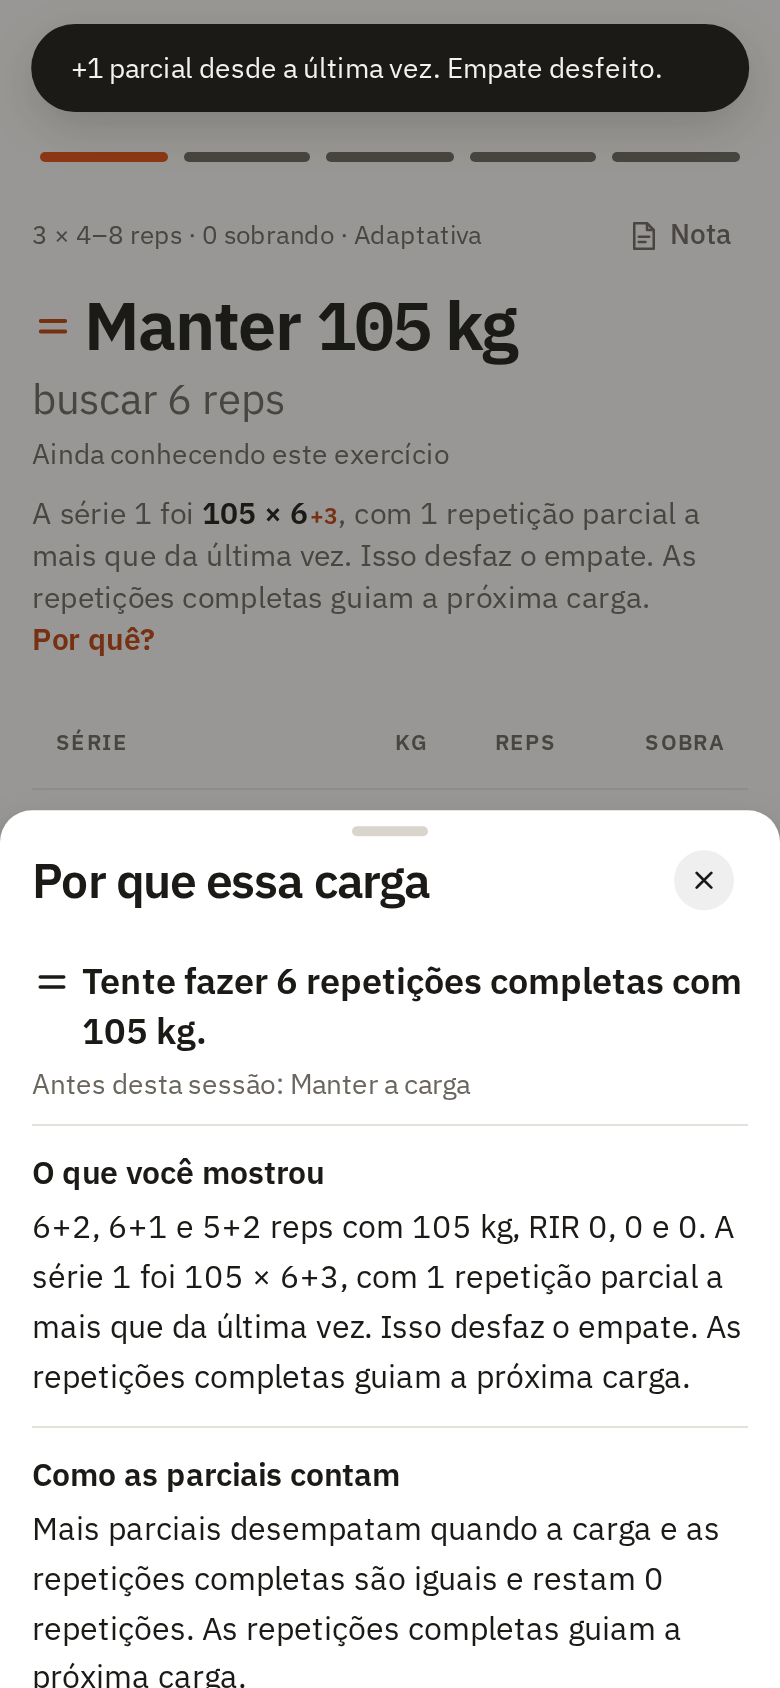 +1 parcial desde a última vez. Empate desfeito.
3 × 4–8 reps · 0 sobrando · Adaptativa
Nota
= Manter 105 kg
buscar 6 reps
Ainda conhecendo este exercício
A série 1 foi 105 × 6+3, com 1 repetição parcial a
mais que da última vez. Isso desfaz o empate. As
repetições completas guiam a próxima carga.
Por quê?
SÉRIE KG REPS SOBRA
Por que essa carga
= Tente fazer 6 repetições completas com
105 kg.
Antes desta sessão: Manter a carga
O que você mostrou
6+2, 6+1 e 5+2 reps com 105 kg, RIR 0, 0 e 0. A
série 1 foi 105 × 6+3, com 1 repetição parcial a
mais que da última vez. Isso desfaz o empate. As
repetições completas guiam a próxima carga.
Como as parciais contam
Mais parciais desempatam quando a carga e as
repetições completas são iguais e restam 0
repetições. As repetições completas guiam a
próxima carga.